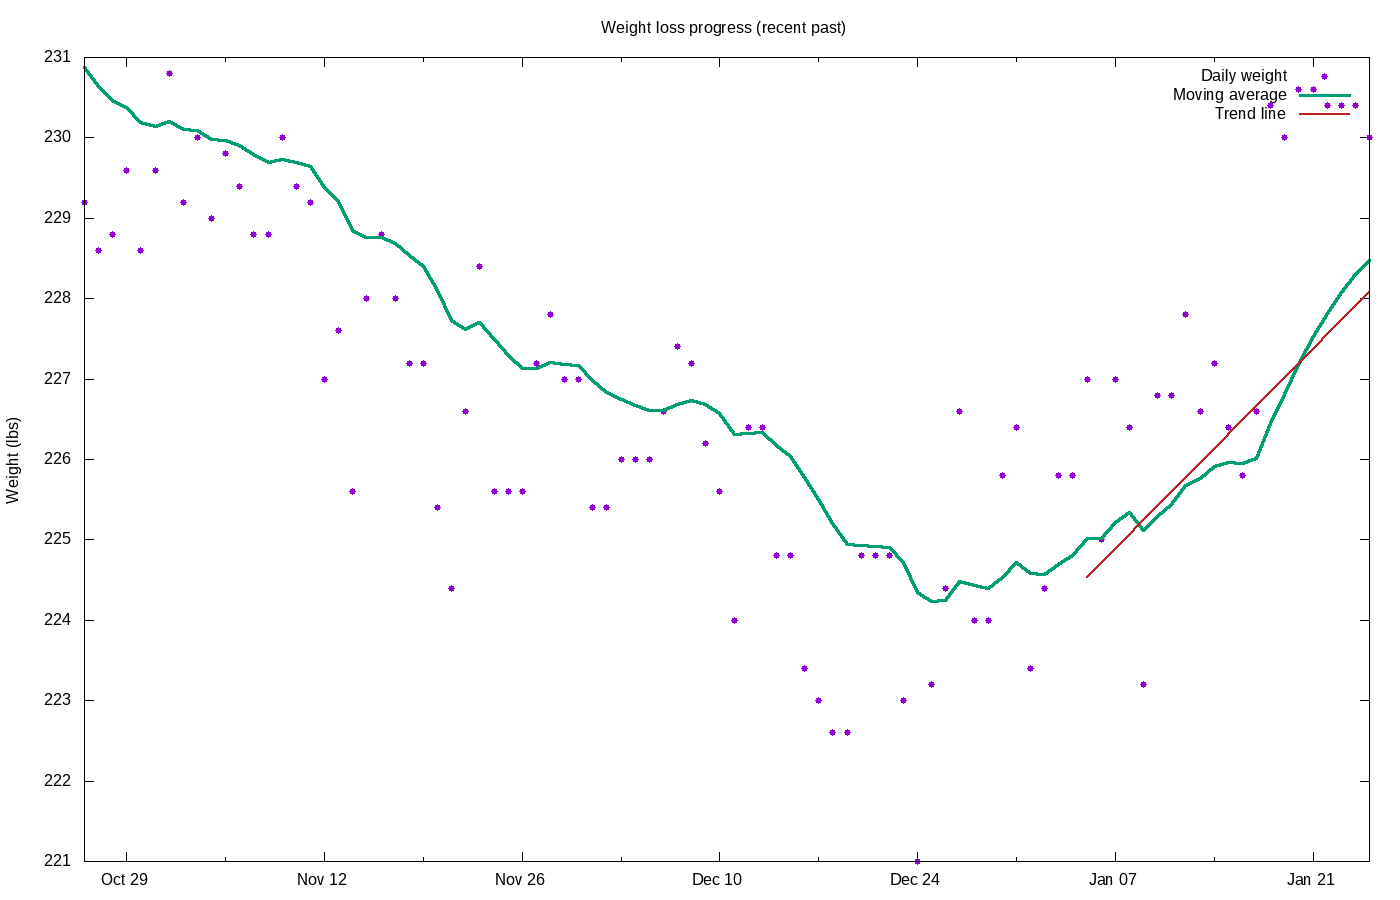 Weight loss progress (recent past)
231
230
229
228
227
226
225
224
223
222
221
Weight (lbs)
Daily weight
Moving average
Trend line
Oct 29 Nov 12 Nov 26 Dec 10 Dec 24 Jan 07 Jan 21